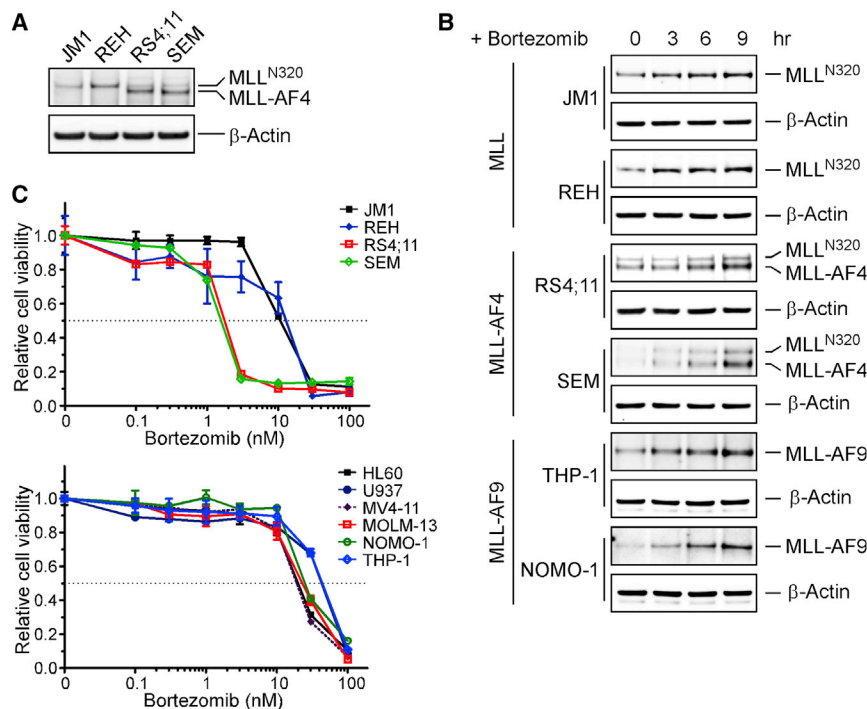 A
JM1 REH RS4;11 SEM
MLL^N320
MLL-AF4
β-Actin
B
+ Bortezomib 0 3 6 9 hr
MLL
JM1
MLL^N320
β-Actin
REH
MLL^N320
β-Actin
MLL-AF4
RS4;11
MLL^N320
MLL-AF4
β-Actin
SEM
MLL^N320
MLL-AF4
β-Actin
MLL-AF9
THP-1
MLL-AF9
β-Actin
NOMO-1
MLL-AF9
β-Actin
C
JM1
REH
RS4;11
SEM
Relative cell viability
1.0
0.8
0.6
0.4
0.2
0.0
0 0.1 1 10 100
Bortezomib (nM)
HL60
U937
MV4-11
MOLM-13
NOMO-1
THP-1
Relative cell viability
1.0
0.8
0.6
0.4
0.2
0.0
0 0.1 1 10 100
Bortezomib (nM)